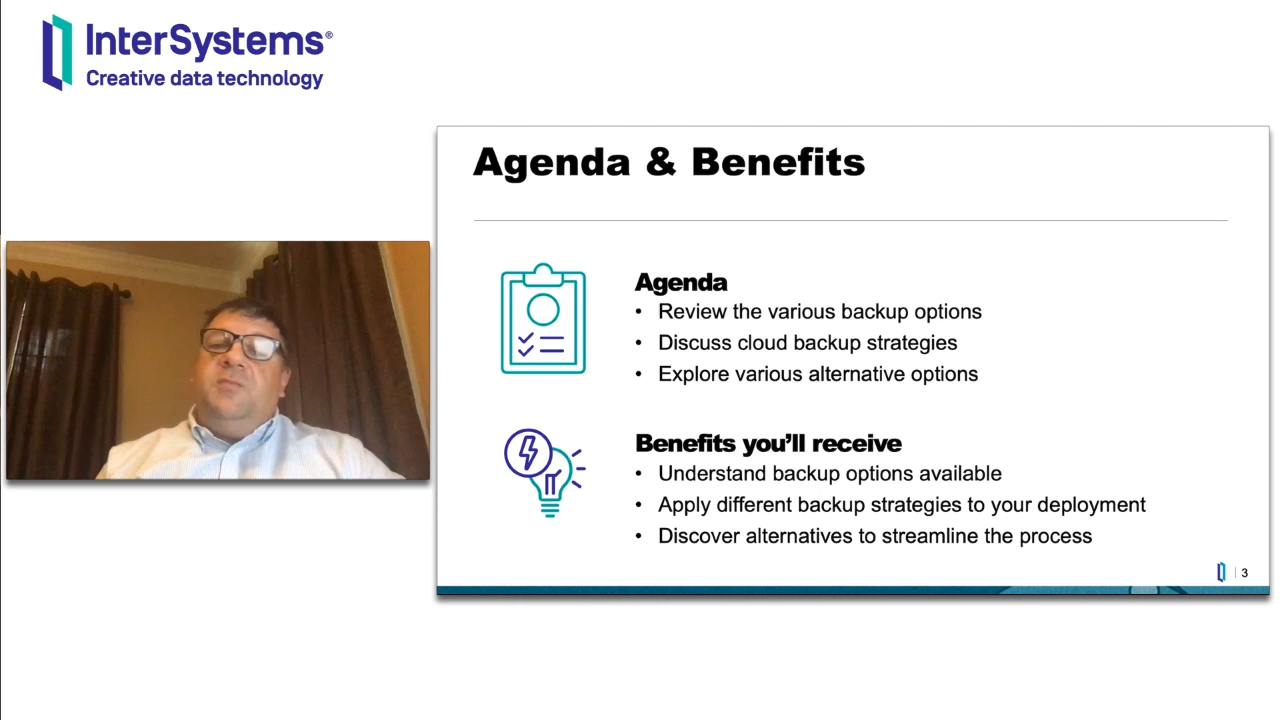 InterSystems®
Creative data technology
Agenda & Benefits
Agenda
• Review the various backup options
• Discuss cloud backup strategies
• Explore various alternative options
Benefits you’ll receive
• Understand backup options available
• Apply different backup strategies to your deployment
• Discover alternatives to streamline the process
3